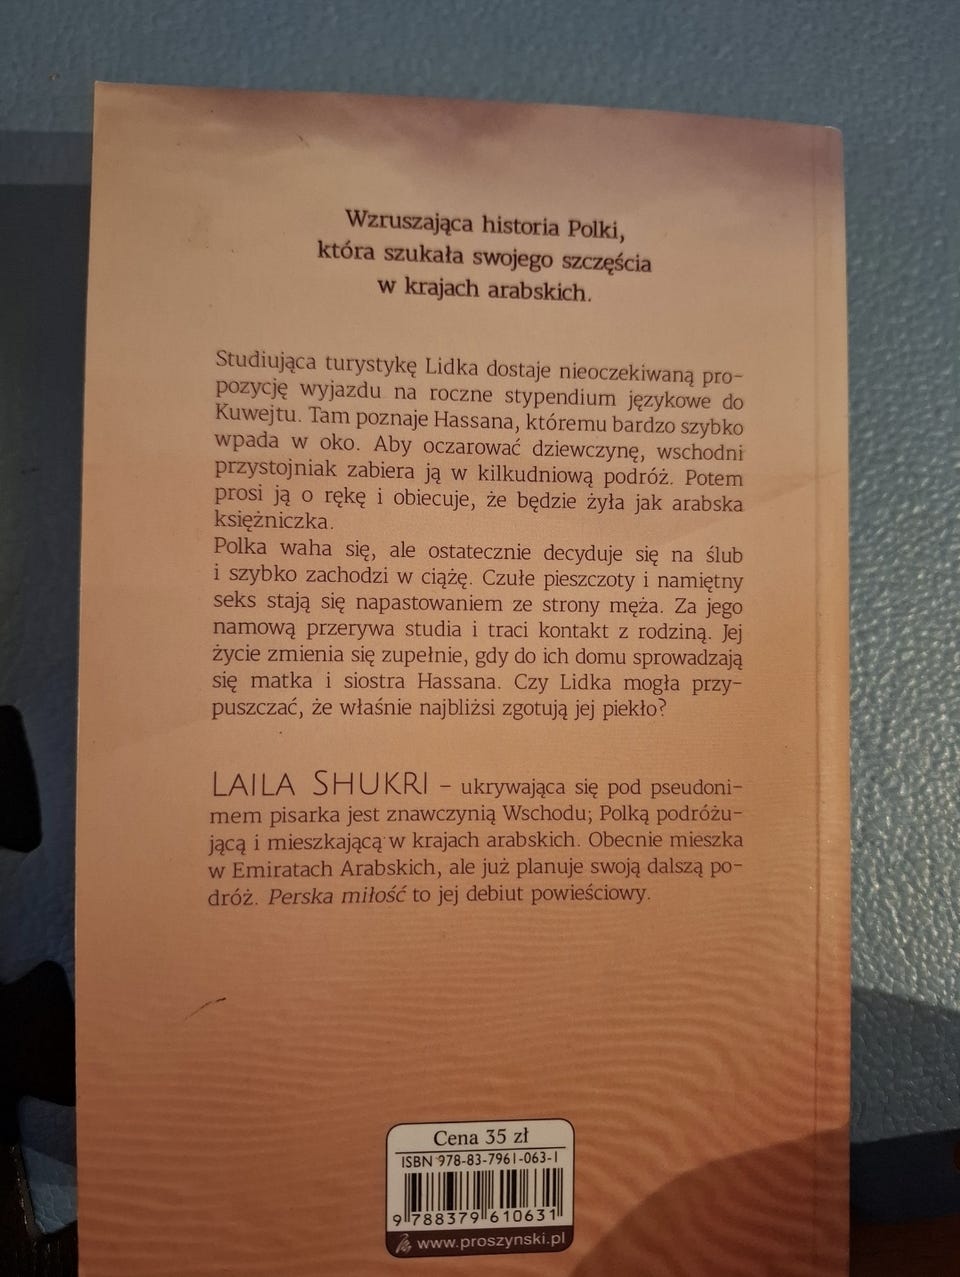 Wzruszająca historia Polki,
która szukała swojego szczęścia
w krajach arabskich.
Studiująca turystykę Lidka dostaje nieoczekiwaną pro-
pozycję wyjazdu na roczne stypendium językowe do
Kuwejtu. Tam poznaje Hassana, któremu bardzo szybko
wpada w oko. Aby oczarować dziewczynę, wschodni
przystojniak zabiera ją w kilkudniową podróż. Potem
prosi ją o rękę i obiecuje, że będzie żyła jak arabska
księżniczka.
Polka waha się, ale ostatecznie decyduje się na ślub
i szybko zachodzi w ciążę. Czułe pieszczoty i namiętny
seks stają się napastowaniem ze strony męża. Za jego
namową przerywa studia i traci kontakt z rodziną. Jej
życie zmienia się zupełnie, gdy do ich domu sprowadzają
się matka i siostra Hassana. Czy Lidka mogła przy-
puszczać, że właśnie najbliżsi zgotują jej piekło?
LAILA SHUKRI – ukrywająca się pod pseudoni-
mem pisarka jest znawczynią Wschodu; Polką podróżu-
jącą i mieszkającą w krajach arabskich. Obecnie mieszka
w Emiratach Arabskich, ale już planuje swoją dalszą po-
dróż. Perska miłość to jej debiut powieściowy.
Cena 35 zł
ISBN 978-83-7961-063-1
9 788379 610631
www.proszynski.pl